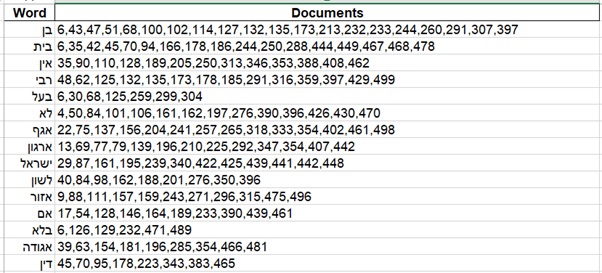 Word Documents
בן 6,43,47,51,68,100,102,114,127,132,135,173,213,232,233,244,260,291,307,397
בית 6,35,42,45,70,94,166,178,186,244,250,288,444,449,467,468,478
אין 35,90,110,128,189,205,250,313,346,353,388,408,462
רבי 48,62,125,132,135,173,178,185,291,316,359,397,429,499
בעל 6,30,68,125,259,299,304
לא 4,50,84,101,106,161,162,197,276,390,396,426,430,470
אגף 22,75,137,156,204,241,257,265,318,333,354,402,461,498
ארגון 13,69,77,79,139,196,210,225,292,347,354,407,442
ישראל 29,87,161,195,239,340,422,425,439,441,442,448
לשון 40,84,98,162,188,201,276,350,396
אזור 9,88,111,157,159,243,271,296,315,475,496
אם 17,54,128,146,164,189,233,390,439,461
בלא 6,126,129,232,471,489
אגודה 39,63,154,181,196,285,354,466,481
דין 45,70,95,178,223,343,383,465